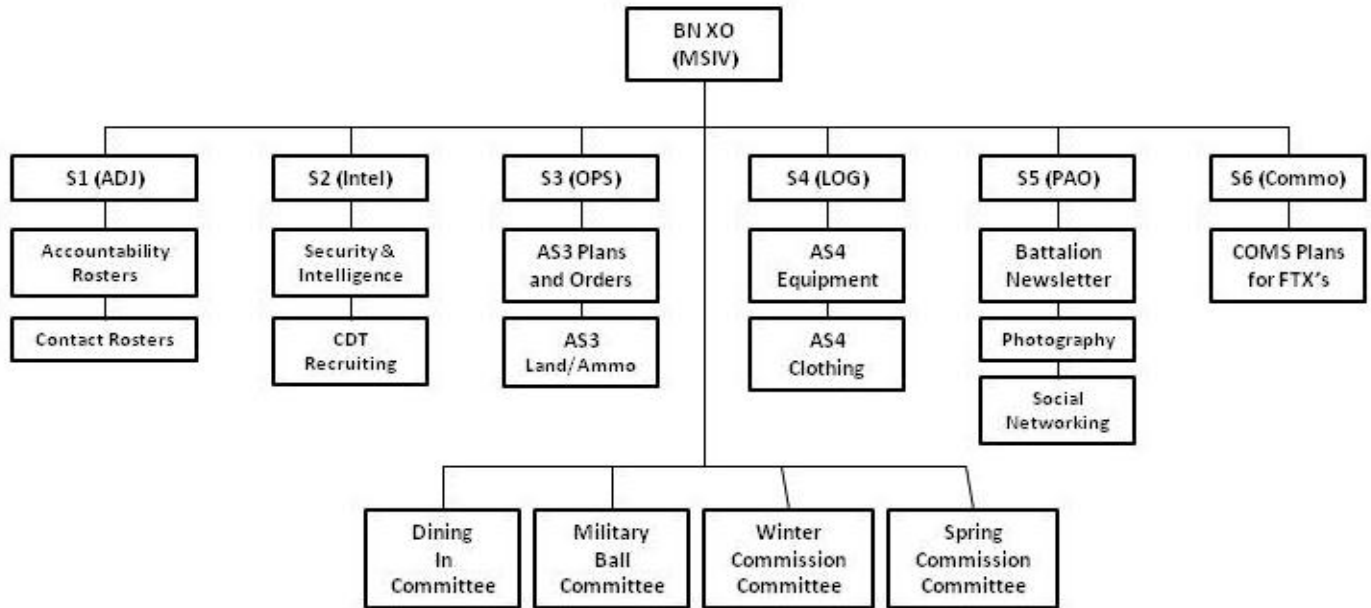 BN XO
(MSIV)
S1 (ADJ)
S2 (Intel)
S3 (OPS)
S4 (LOG)
S5 (PAO)
S6 (Commo)
Accountability
Rosters
Security &
Intelligence
AS3 Plans
and Orders
AS4
Equipment
Battalion
Newsletter
COMS Plans
for FTX's
Contact Rosters
CDT
Recruiting
AS3
Land/Ammo
AS4
Clothing
Photography
Social
Networking
Dining
In
Committee
Military
Ball
Committee
Winter
Commission
Committee
Spring
Commission
Committee